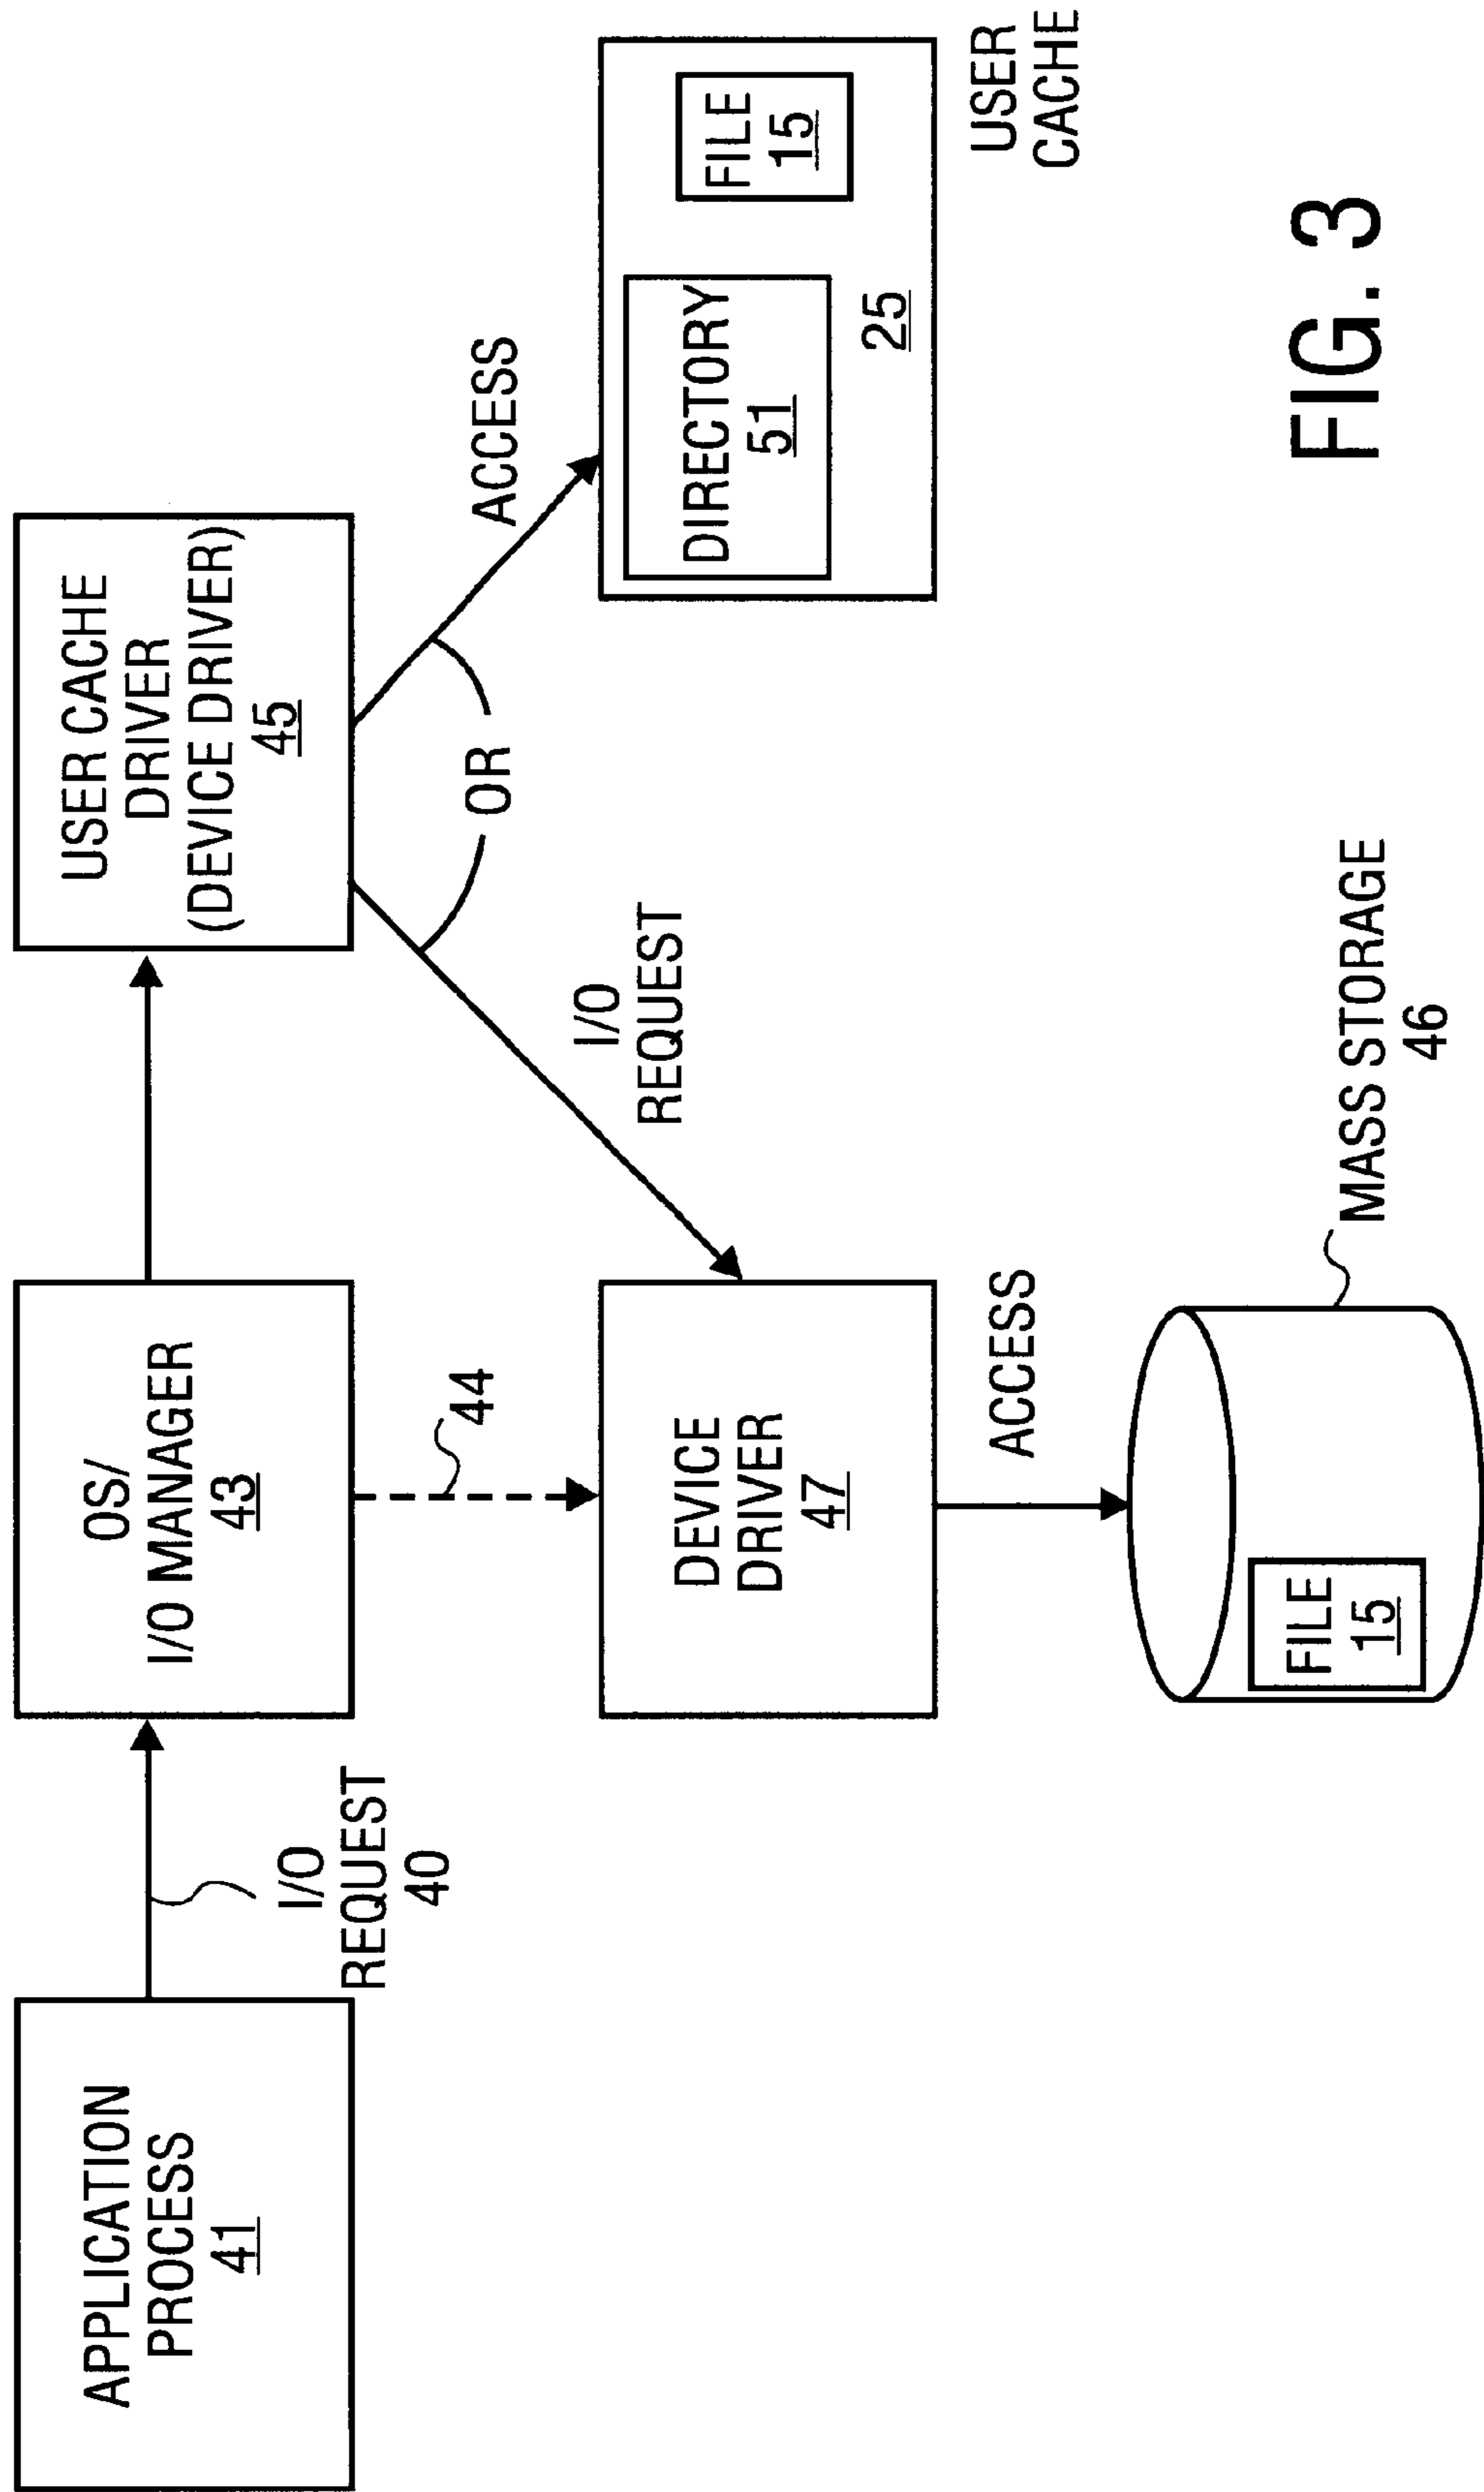 APPLICATION
PROCESS
41
I/O
REQUEST
40
OS/
I/O MANAGER
43
USER CACHE
DRIVER
(DEVICE DRIVER)
45
44
OR
I/O
REQUEST
ACCESS
DEVICE
DRIVER
47
DIRECTORY
51
FILE
15
25
USER
CACHE
ACCESS
FILE
15
MASS STORAGE
46
FIG. 3